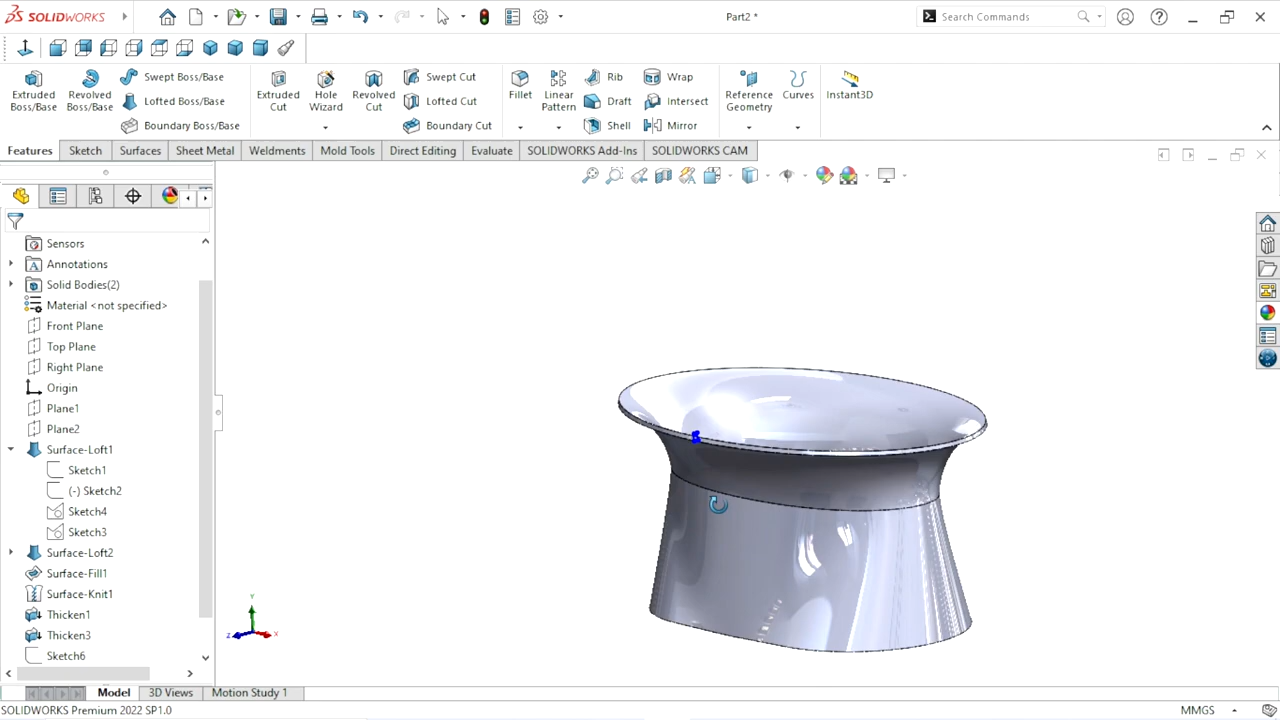 SOLIDWORKS
Part2 *
Search Commands
Extruded Boss/Base
Revolved Boss/Base
Swept Boss/Base
Lofted Boss/Base
Boundary Boss/Base
Extruded Cut
Hole Wizard
Revolved Cut
Swept Cut
Lofted Cut
Boundary Cut
Fillet
Linear Pattern
Rib
Draft
Shell
Wrap
Intersect
Mirror
Reference Geometry
Curves
Instant3D
Features Sketch Surfaces Sheet Metal Weldments Mold Tools Direct Editing Evaluate SOLIDWORKS Add-Ins SOLIDWORKS CAM
Sensors
Annotations
Solid Bodies(2)
Material <not specified>
Front Plane
Top Plane
Right Plane
Origin
Plane1
Plane2
Surface-Loft1
Sketch1
(-) Sketch2
Sketch4
Sketch3
Surface-Loft2
Surface-Fill1
Surface-Knit1
Thicken1
Thicken3
Sketch6
Y
Z X
Model 3D Views Motion Study 1
SOLIDWORKS Premium 2022 SP1.0
MMGS